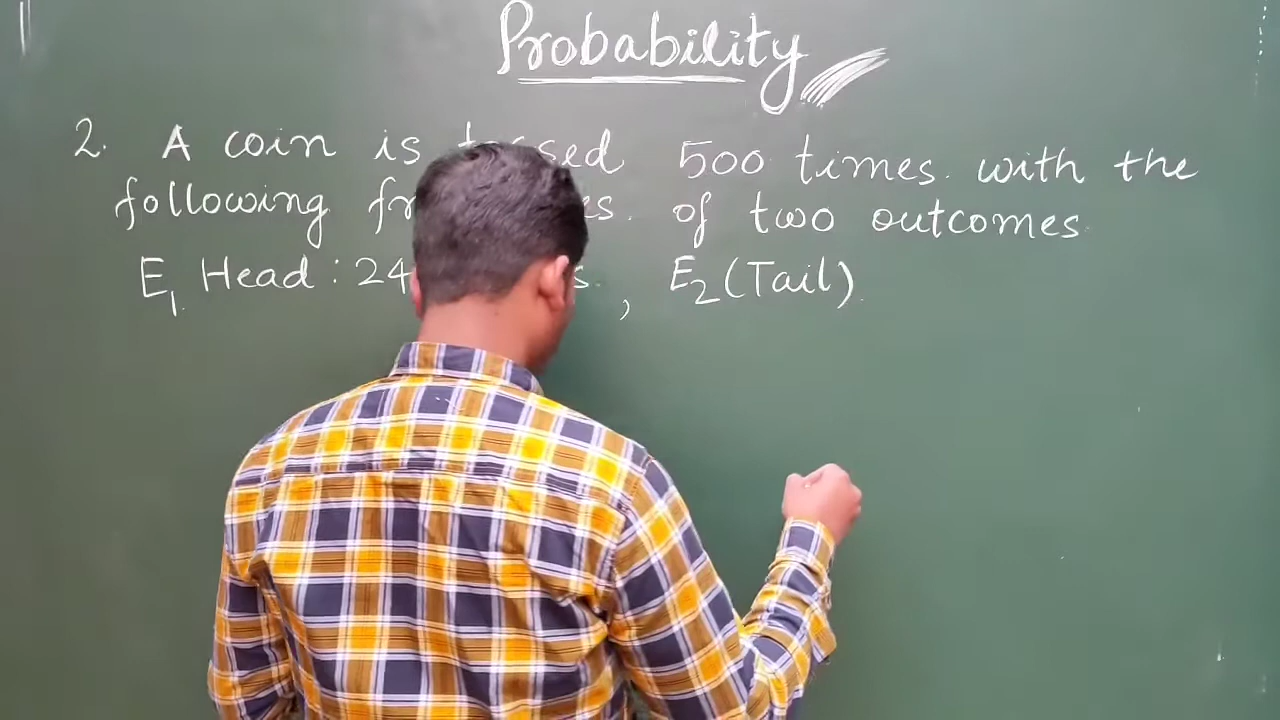 Probability
2. A coin is 500 times. with the
following of two outcomes
E1 Head : 24 , E2 (Tail).